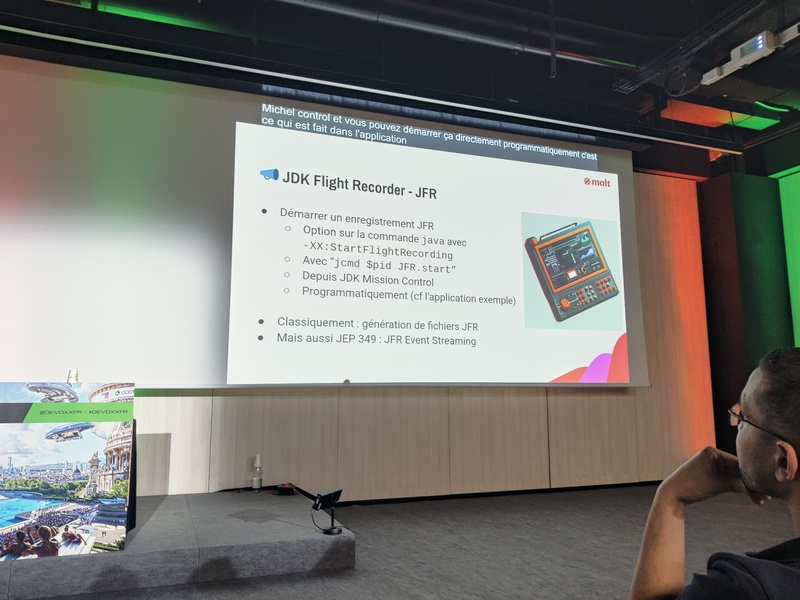 Michel control et vous pouvez démarrer ça directement programmatiquement c'est
ce qui est fait dans l'application
JDK Flight Recorder - JFR
malt
● Démarrer un enregistrement JFR
○ Option sur la commande java avec
-XX:StartFlightRecording
○ Avec "jcmd $pid JFR.start"
○ Depuis JDK Mission Control
○ Programmatiquement (cf l'application exemple)
● Classiquement : génération de fichiers JFR
● Mais aussi JEP 349 : JFR Event Streaming
@DEVOXXFR - #DEVOXXFR